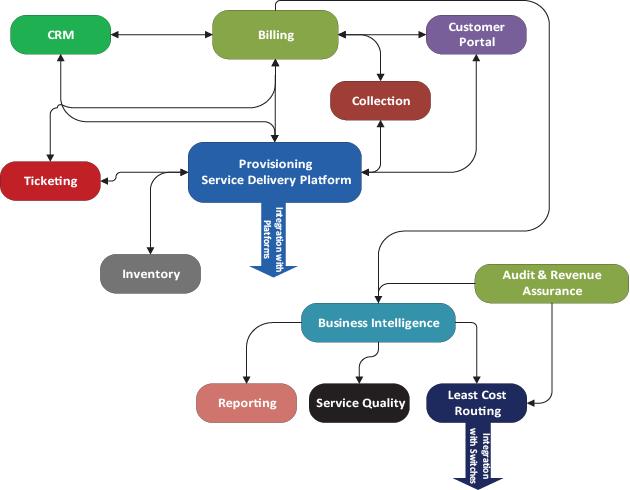 CRM
Billing
Customer
Portal
Collection
Provisioning
Service Delivery Platform
Ticketing
Integration with
Platforms
Inventory
Audit & Revenue
Assurance
Business Intelligence
Reporting
Service Quality
Least Cost
Routing
Integration
with Switches